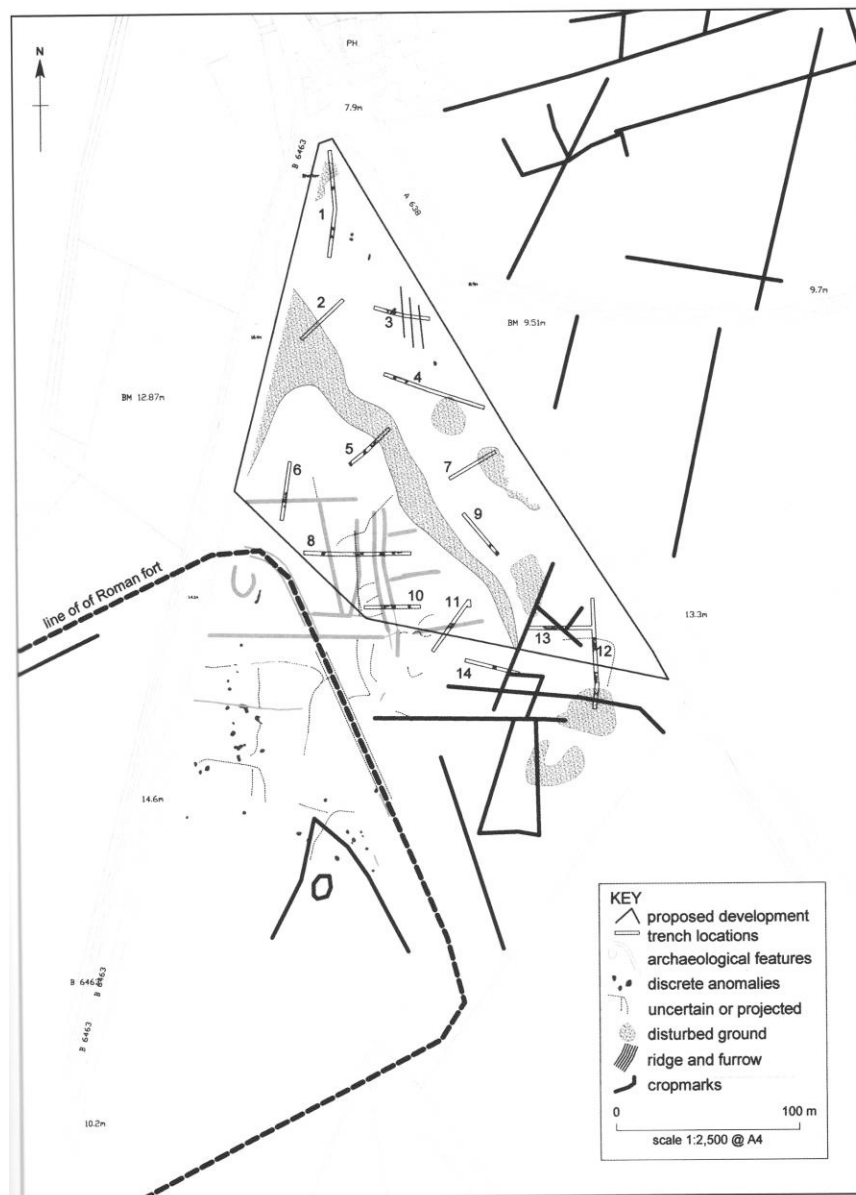 PH
N
7.9m
B 6463
1
A 638
2
3
9.7m
BM 9.51m
4
BM 12.87m
5
6
7
9
8
line of of Roman fort
10
11
13.3m
13
12
14
14.6m
KEY
proposed development
trench locations
archaeological features
discrete anomalies
uncertain or projected
disturbed ground
ridge and furrow
cropmarks
0 100 m
scale 1:2,500 @ A4
B 6463
B 6463
B 6463
10.2m